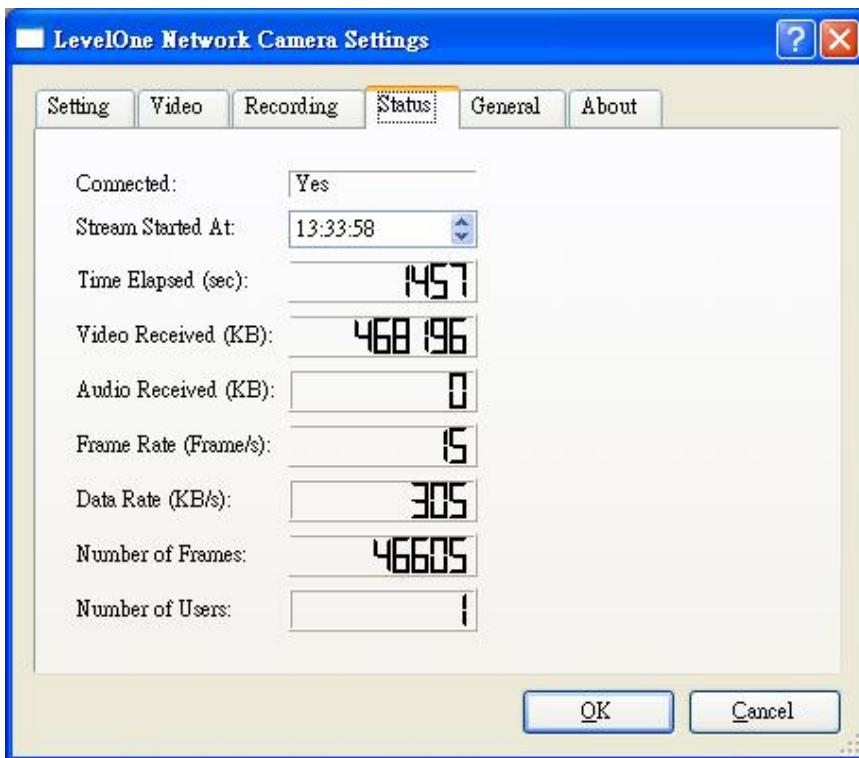 LevelOne Network Camera Settings
Setting Video Recording Status General About
Connected: Yes
Stream Started At: 13:33:58
Time Elapsed (sec): 1457
Video Received (KB): 468196
Audio Received (KB): 0
Frame Rate (Frame/s): 15
Data Rate (KB/s): 305
Number of Frames: 46605
Number of Users: 1
OK Cancel